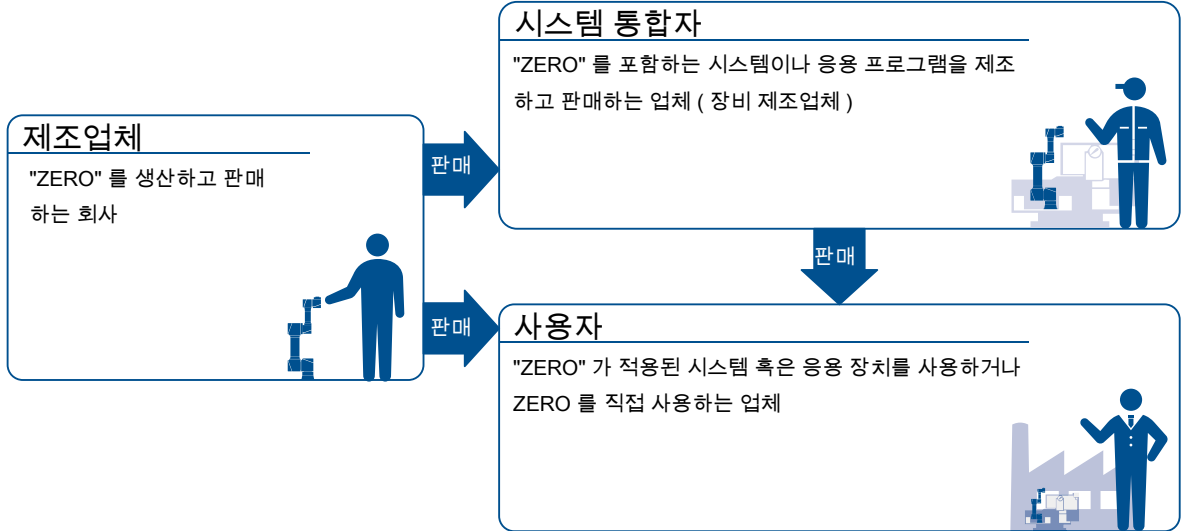 제조업체
"ZERO" 를 생산하고 판매
하는 회사
판매
판매
시스템 통합자
"ZERO" 를 포함하는 시스템이나 응용 프로그램을 제조
하고 판매하는 업체 ( 장비 제조업체 )
판매
사용자
"ZERO" 가 적용된 시스템 혹은 응용 장치를 사용하거나
ZERO 를 직접 사용하는 업체